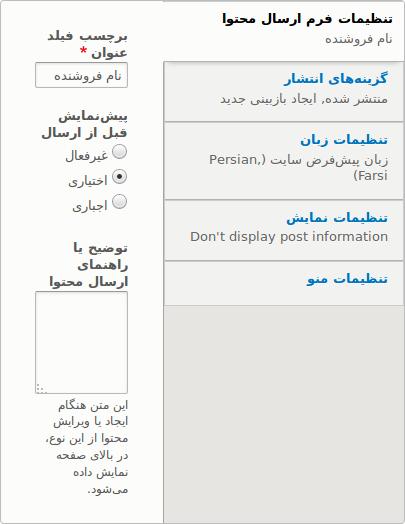 تنظیمات فرم ارسال محتوا
نام فروشنده
گزینه‌های انتشار
منتشر شده, ایجاد بازبینی جدید
تنظیمات زبان
زبان پیش‌فرض سایت (Persian,
Farsi)
تنظیمات نمایش
Don't display post information
تنظیمات منو
برچسب فیلد
عنوان *
نام فروشنده
پیش‌نمایش
قبل از ارسال
غیرفعال
اختیاری
اجباری
توضیح یا
راهنمای
ارسال محتوا
این متن هنگام
ایجاد یا ویرایش
محتوا از این نوع,
در بالای صفحه
نمایش داده
می‌شود.